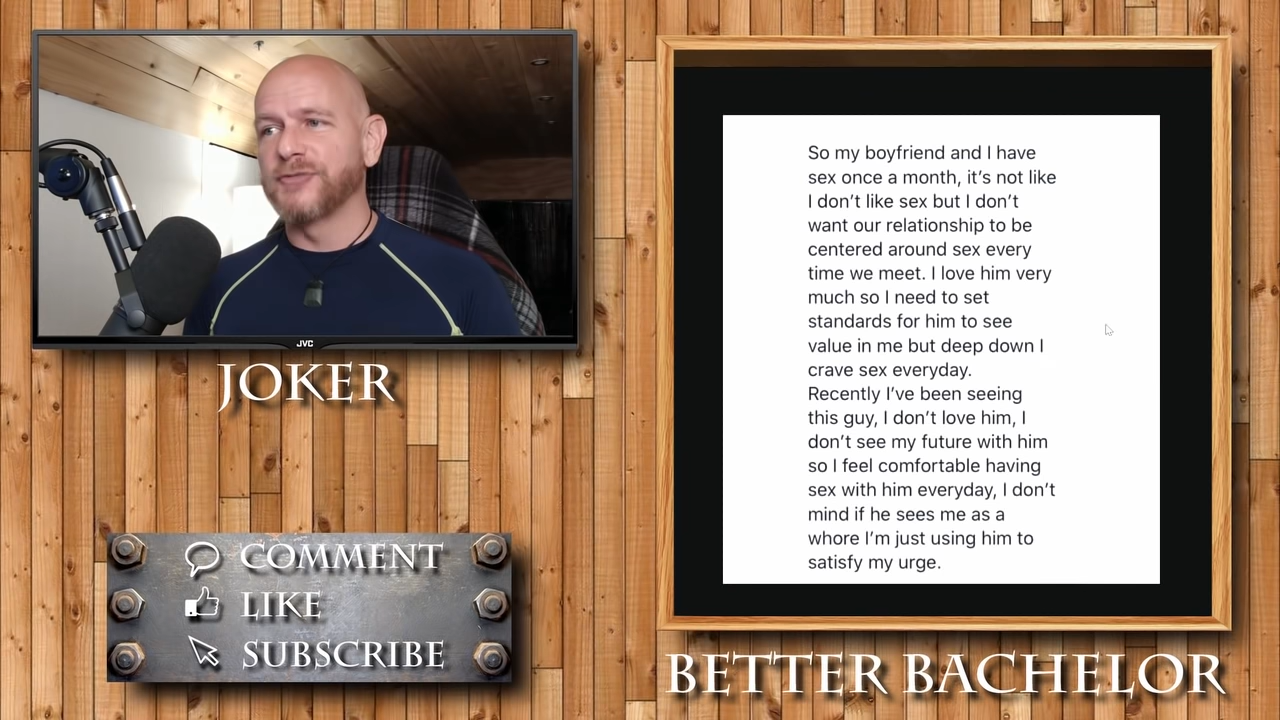 JVC
JOKER
COMMENT
LIKE
SUBSCRIBE
So my boyfriend and I have
sex once a month, it's not like
I don't like sex but I don't
want our relationship to be
centered around sex every
time we meet. I love him very
much so I need to set
standards for him to see
value in me but deep down I
crave sex everyday.
Recently I've been seeing
this guy, I don't love him, I
don't see my future with him
so I feel comfortable having
sex with him everyday, I don't
mind if he sees me as a
whore I'm just using him to
satisfy my urge.
BETTER BACHELOR